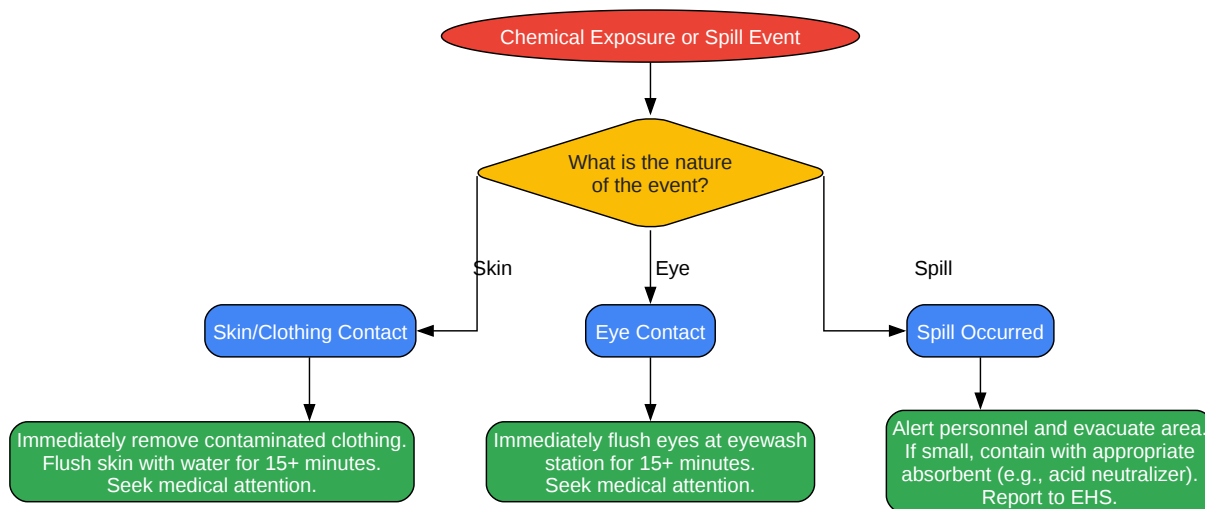 Chemical Exposure or Spill Event
What is the nature
of the event?
Skin
Eye
Spill
Skin/Clothing Contact
Eye Contact
Spill Occurred
Immediately remove contaminated clothing.
Flush skin with water for 15+ minutes.
Seek medical attention.
Immediately flush eyes at eyewash
station for 15+ minutes.
Seek medical attention.
Alert personnel and evacuate area.
If small, contain with appropriate
absorbent (e.g., acid neutralizer).
Report to EHS.